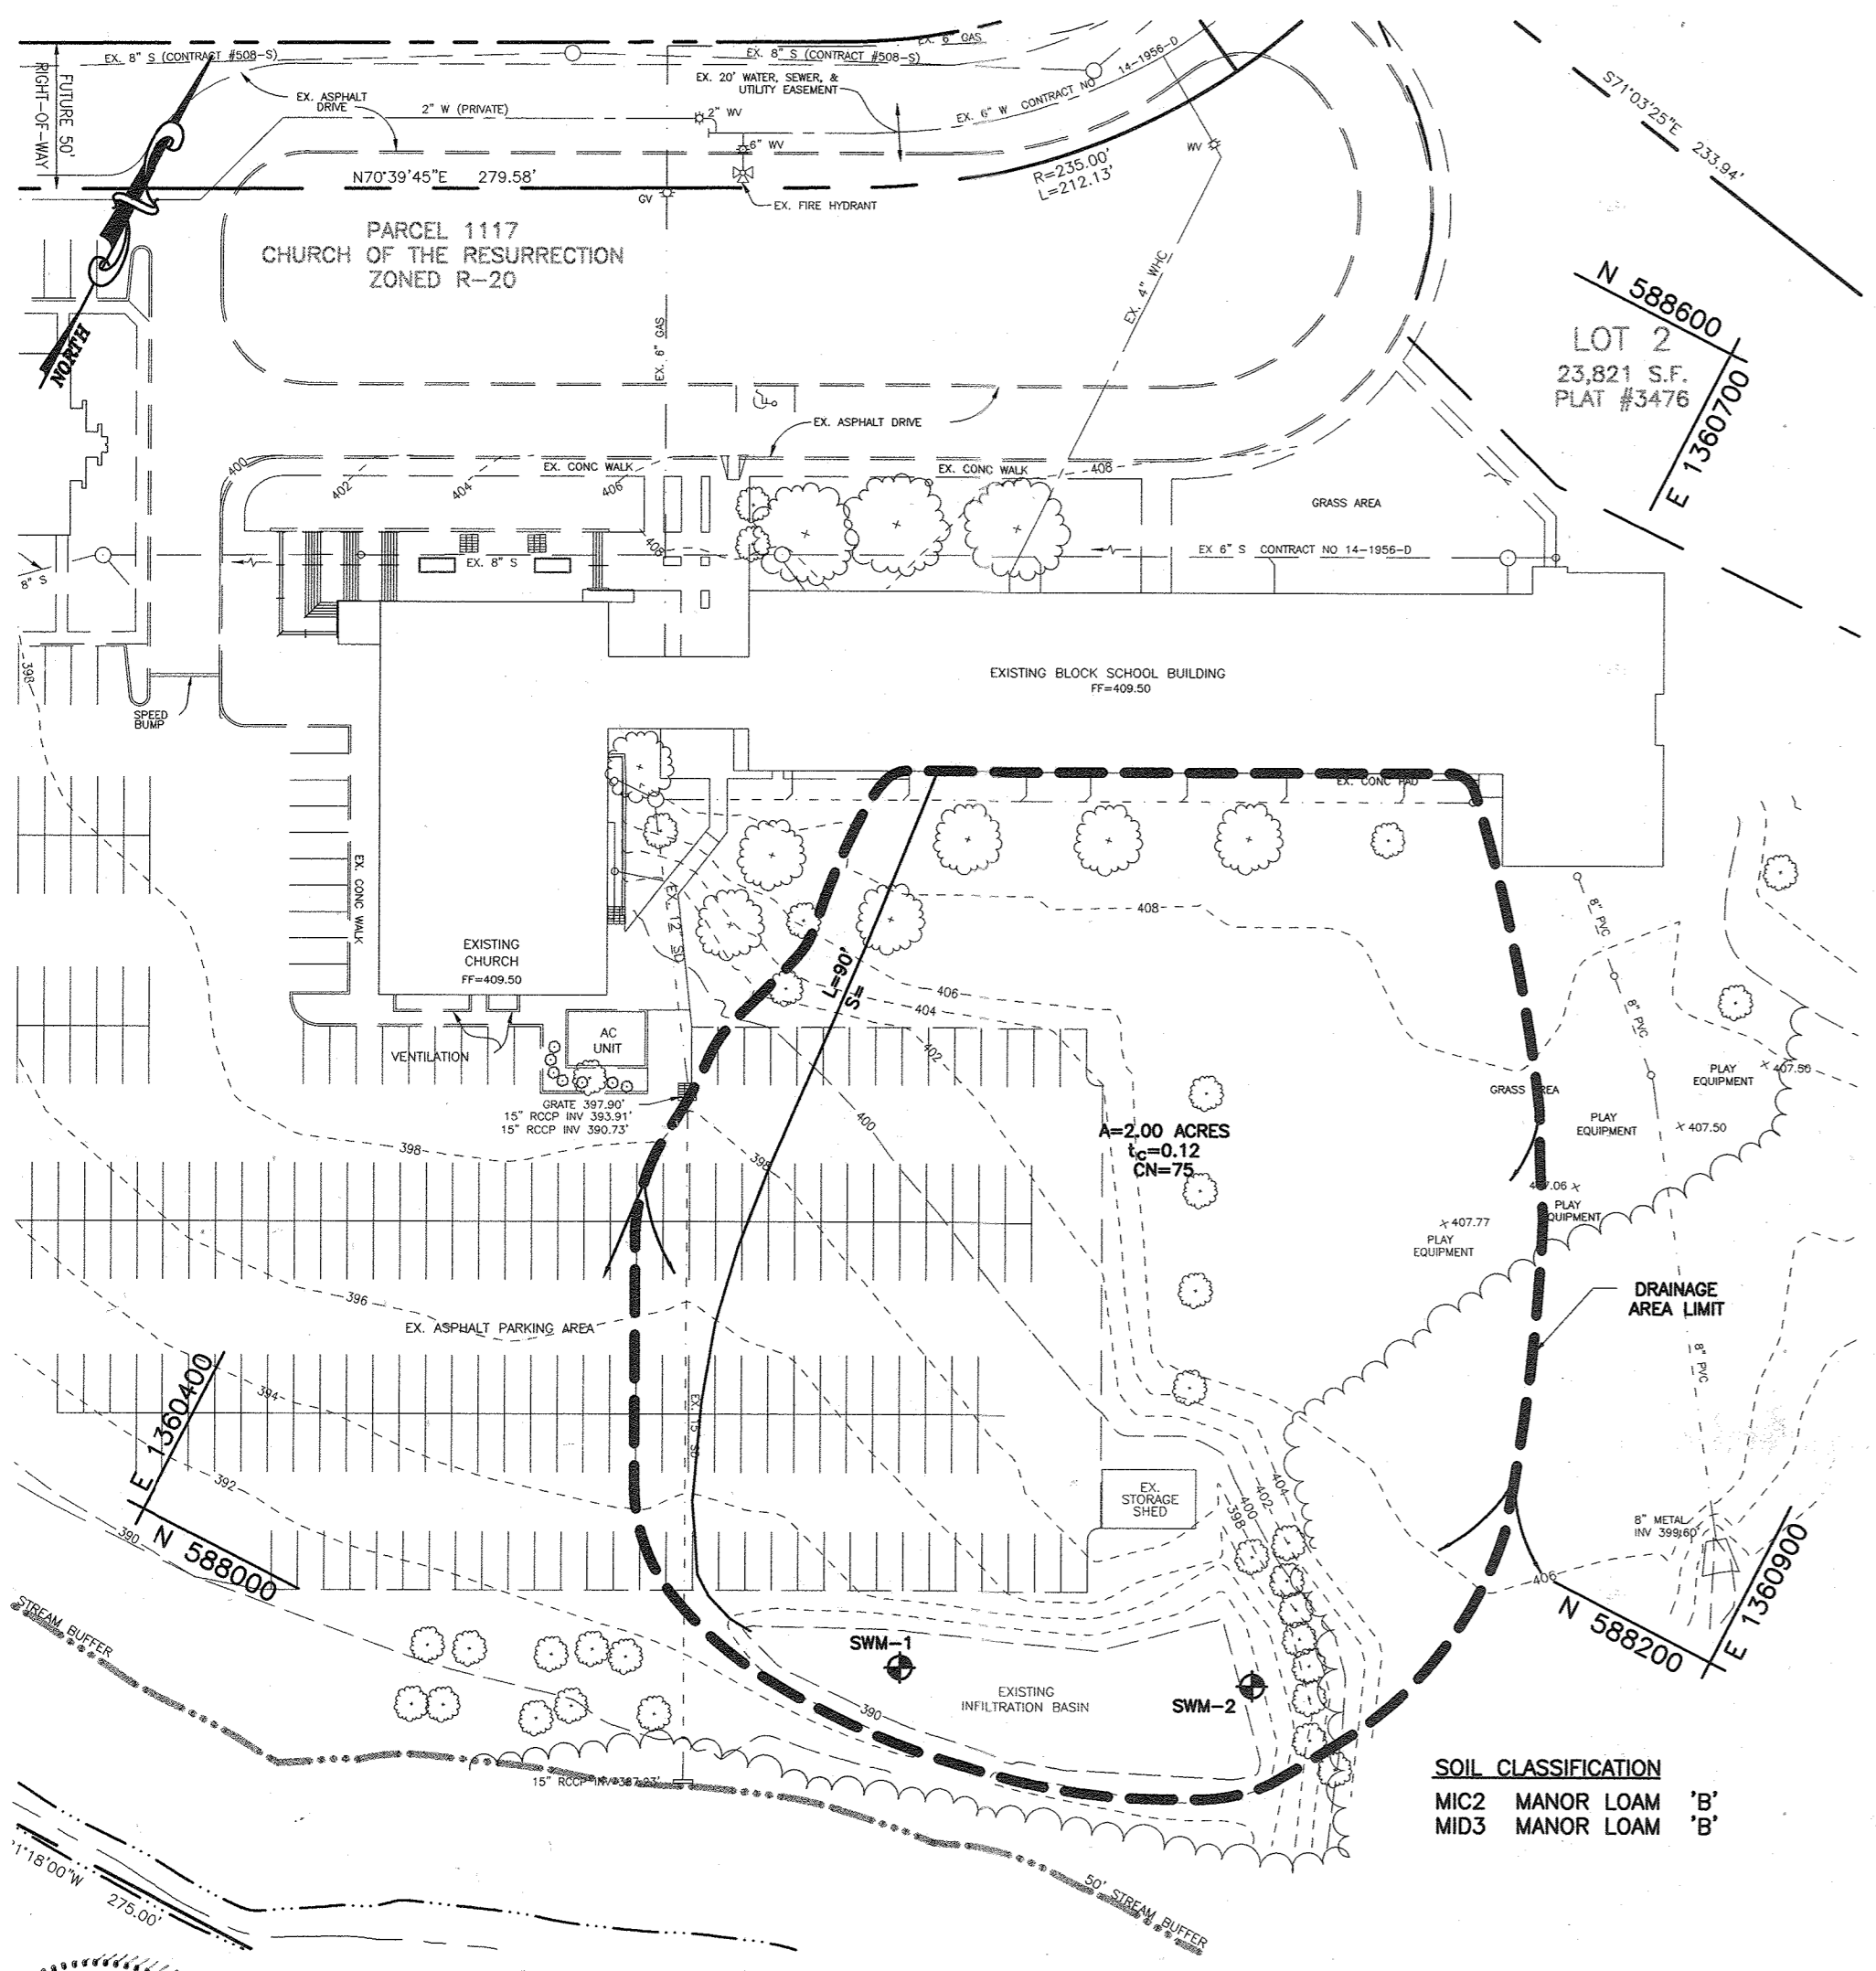 EX. 8" S (CONTRACT #508-S)
EX. 8" S (CONTRACT #508-S)
EX. 6" GAS
FUTURE 50'
RIGHT-OF-WAY
EX. ASPHALT
DRIVE
2" W (PRIVATE)
EX. 20' WATER, SEWER, &
UTILITY EASEMENT
2" WV
6" WV
EX. 6" W CONTRACT NO 14-1956-D
WV
S71°03'25"E 233.94'
N70°39'45"E 279.58'
R=235.00'
L=212.13'
GV
EX. FIRE HYDRANT
PARCEL 1117
CHURCH OF THE RESURRECTION
ZONED R-20
NORTH
EX. 6" GAS
EX. 4" WHC
N 588600
E 1360700
LOT 2
23,821 S.F.
PLAT #3476
EX. ASPHALT DRIVE
400
402
404
406
EX. CONC WALK
EX. CONC WALK
408
408
GRASS AREA
8" S
EX. 8" S
EX 6" S CONTRACT NO 14-1956-D
398
SPEED
BUMP
EXISTING BLOCK SCHOOL BUILDING
FF=409.50
EX. CONC PAD
EX. CONC WALK
EX. 12" SD
408
8" PVC
EXISTING
CHURCH
FF=409.50
L=90'
S=
406
404
402
8" PVC
AC
UNIT
VENTILATION
GRATE 397.90'
15" RCCP INV 393.91'
15" RCCP INV 390.73'
400
398
398
A=2.00 ACRES
tc=0.12
CN=75
GRASS AREA
PLAY
EQUIPMENT
407.50
PLAY
EQUIPMENT
407.50
407.06
PLAY
EQUIPMENT
407.77
PLAY
EQUIPMENT
396
EX. ASPHALT PARKING AREA
DRAINAGE
AREA LIMIT
8" PVC
394
EX. 15" SD
E 1360400
N 588000
392
390
EX.
STORAGE
SHED
398
400
402
404
8" METAL
INV 399.60'
406
N 588200
E 1360900
STREAM BUFFER
SWM-1
SWM-2
EXISTING
INFILTRATION BASIN
390
15" RCCP INV 387.23'
SOIL CLASSIFICATION
MIC2 MANOR LOAM 'B'
MID3 MANOR LOAM 'B'
50' STREAM BUFFER
1°18'00"W 275.00'